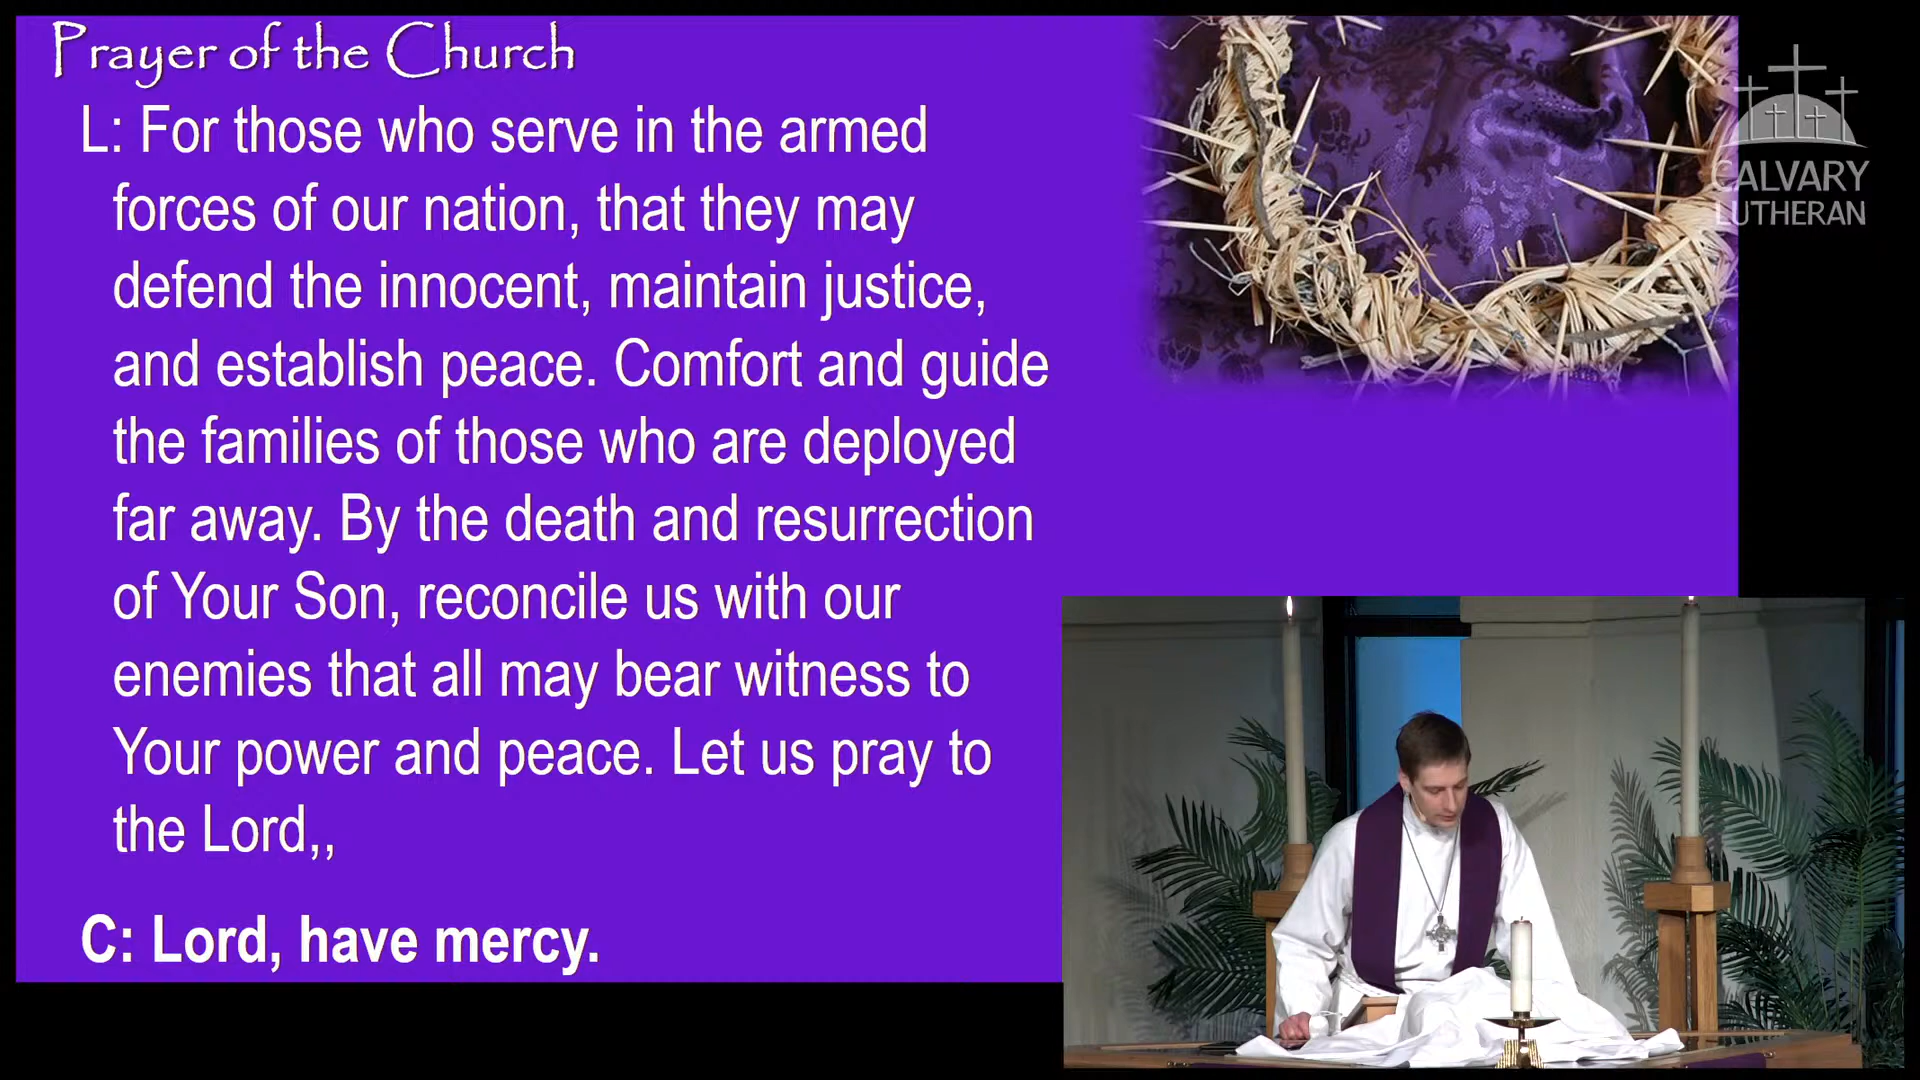 Prayer of the Church
L: For those who serve in the armed
forces of our nation, that they may
defend the innocent, maintain justice,
and establish peace. Comfort and guide
the families of those who are deployed
far away. By the death and resurrection
of Your Son, reconcile us with our
enemies that all may bear witness to
Your power and peace. Let us pray to
the Lord,,
C: Lord, have mercy.
CALVARY
LUTHERAN